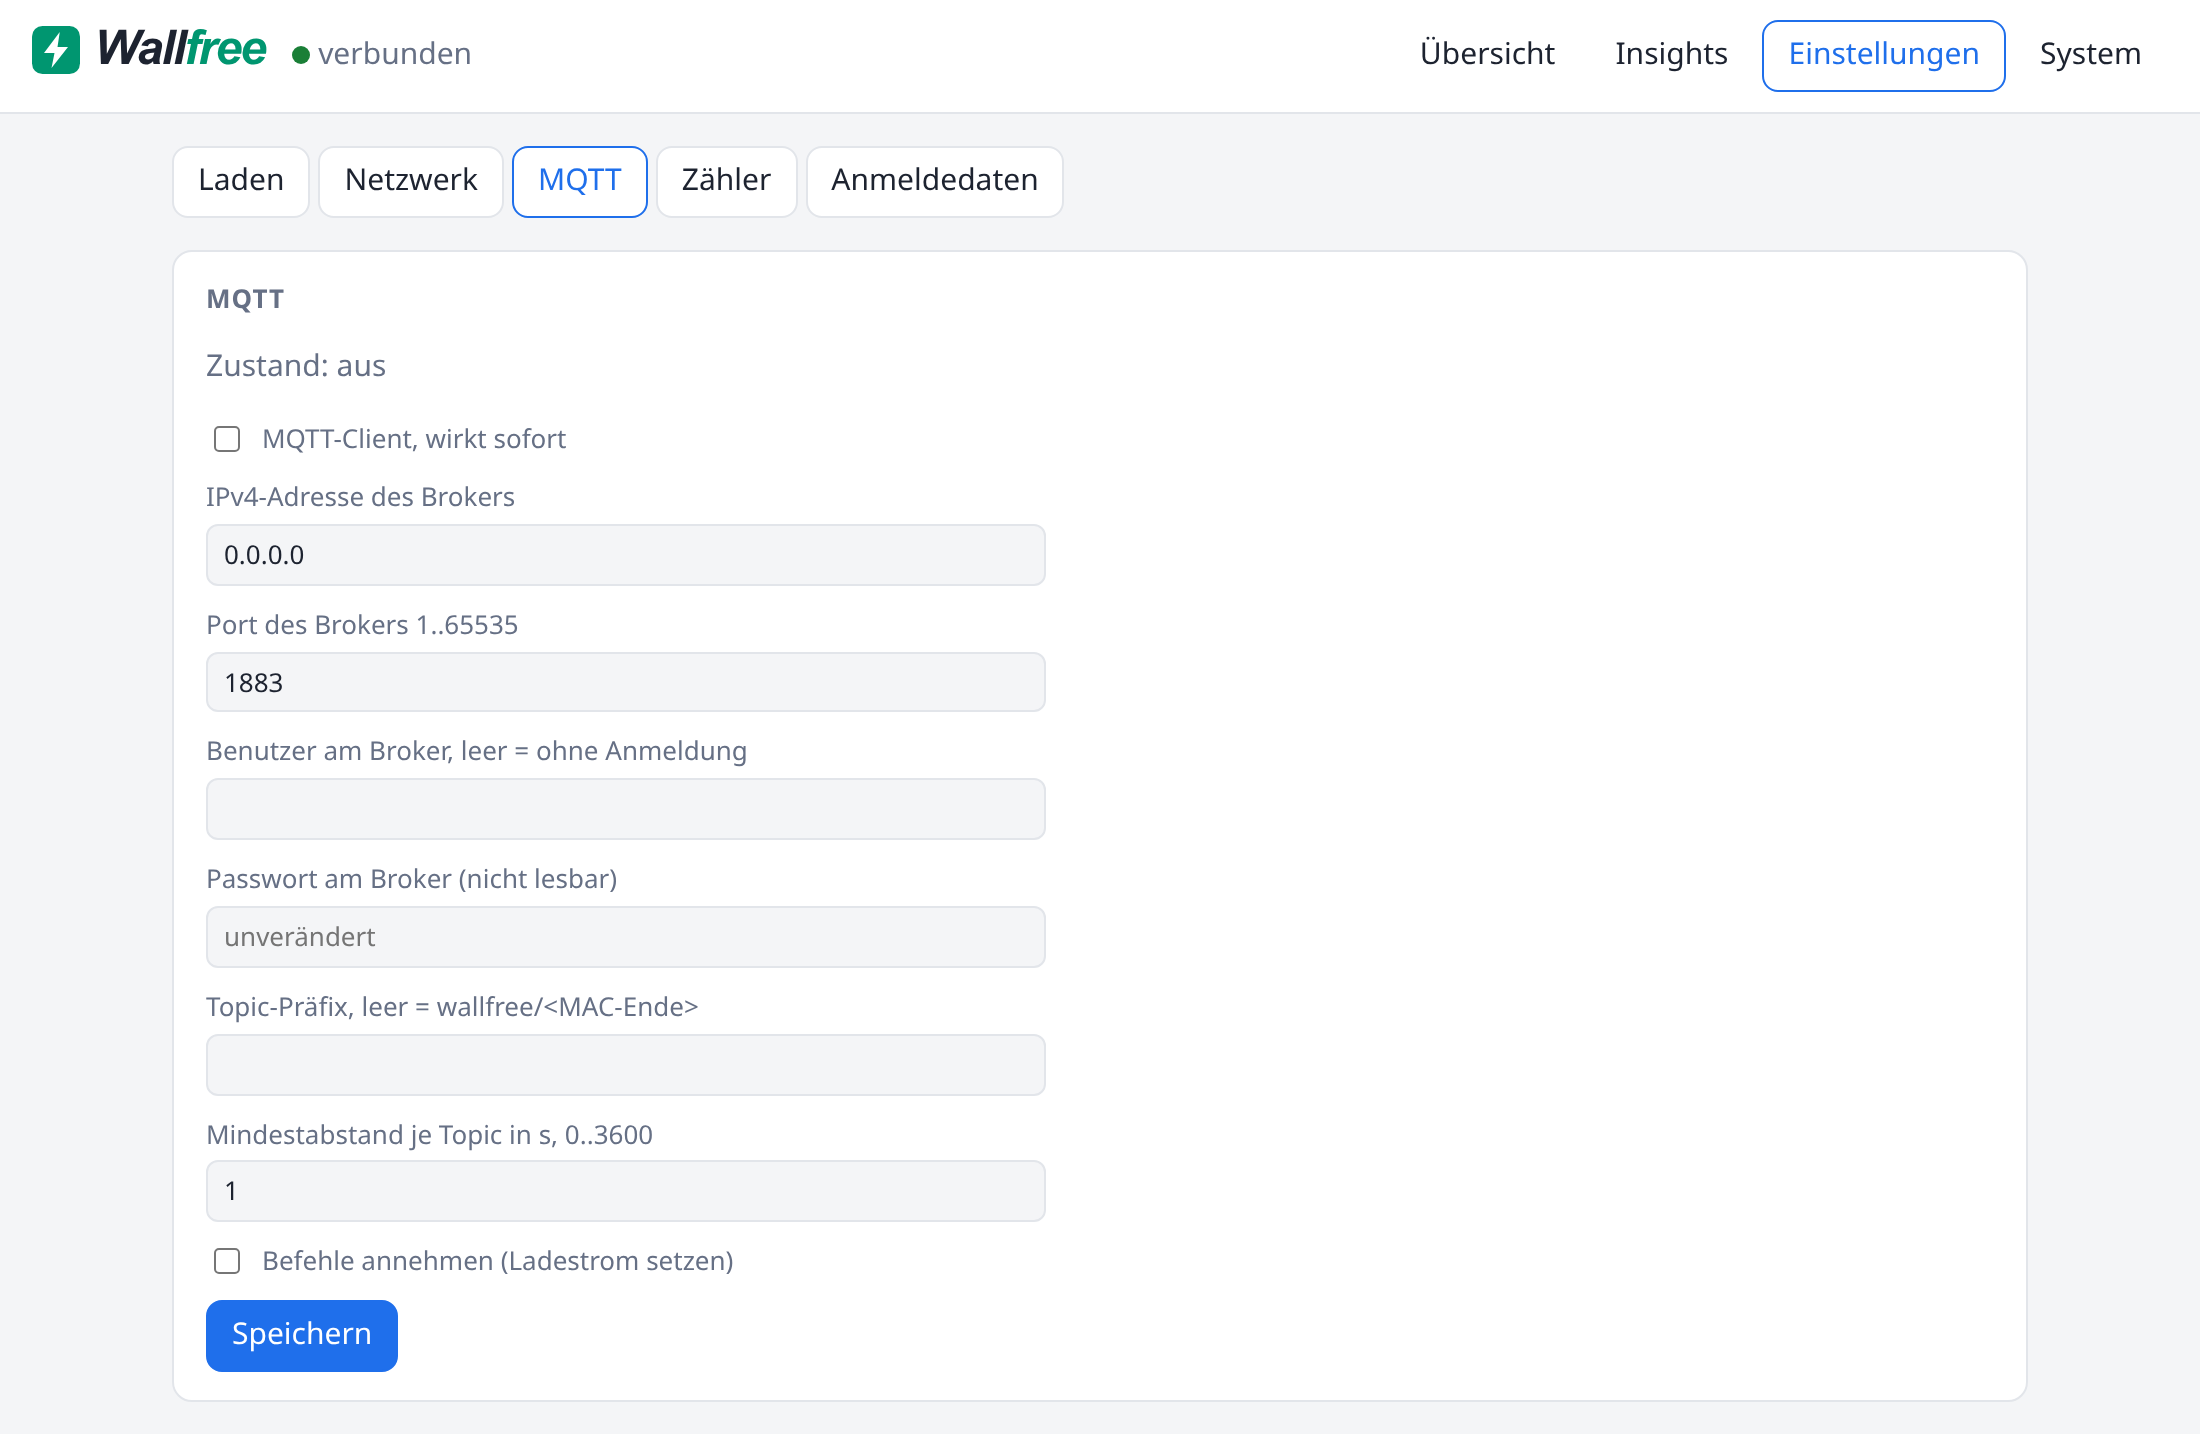 Wallfree verbunden Übersicht Insights Einstellungen System
Laden Netzwerk MQTT Zähler Anmeldedaten
MQTT
Zustand: aus
MQTT-Client, wirkt sofort
IPv4-Adresse des Brokers
0.0.0.0
Port des Brokers 1..65535
1883
Benutzer am Broker, leer = ohne Anmeldung
Passwort am Broker (nicht lesbar)
unverändert
Topic-Präfix, leer = wallfree/<MAC-Ende>
Mindestabstand je Topic in s, 0..3600
1
Befehle annehmen (Ladestrom setzen)
Speichern